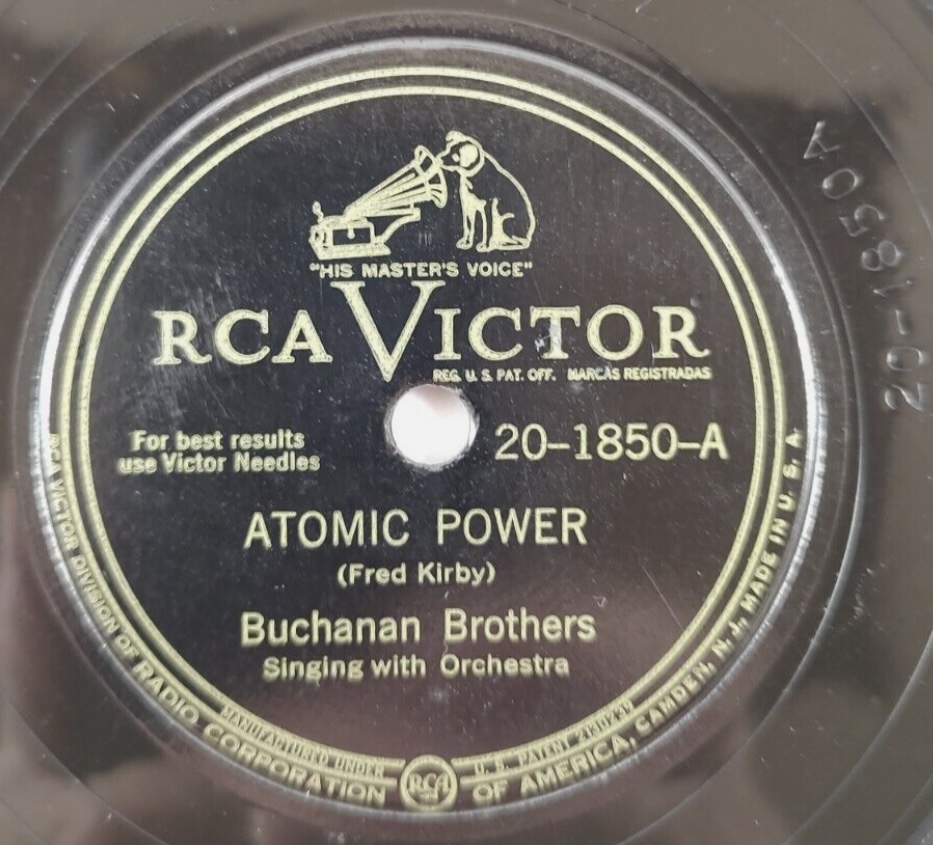 "HIS MASTER'S VOICE"
RCA VICTOR
REG. U. S. PAT. OFF. MARCAS REGISTRADAS
For best results
use Victor Needles
20-1850-A
ATOMIC POWER
(Fred Kirby)
Buchanan Brothers
Singing with Orchestra
MANUFACTURED UNDER U. S. PATENT
RCA VICTOR DIVISION OF RADIO CORPORATION OF AMERICA, CAMDEN, N. J., MADE IN U. S. A.
RCA
20-1850A